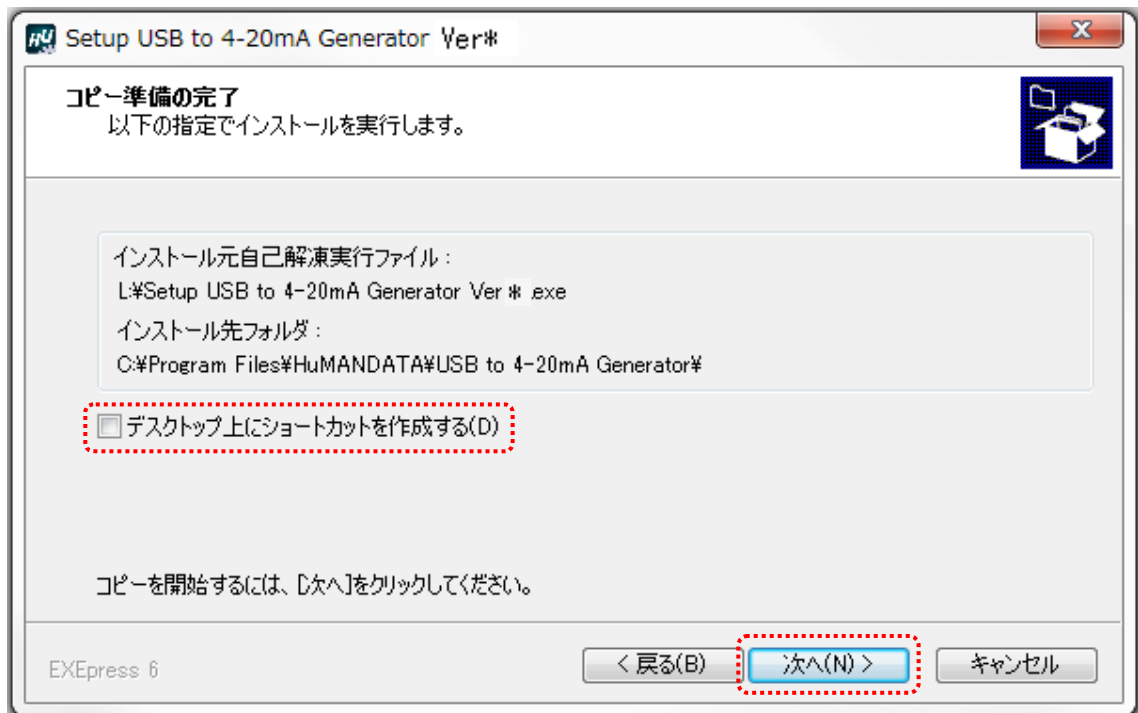 Setup USB to 4-20mA Generator Ver*
コピー準備の完了
以下の指定でインストールを実行します。
インストール元自己解凍実行ファイル：
L:¥Setup USB to 4-20mA Generator Ver * .exe
インストール先フォルダ：
C:¥Program Files¥HuMANDATA¥USB to 4-20mA Generator¥
デスクトップ上にショートカットを作成する(D)
コピーを開始するには、[次へ]をクリックしてください。
EXEpress 6
< 戻る(B)
次へ(N) >
キャンセル